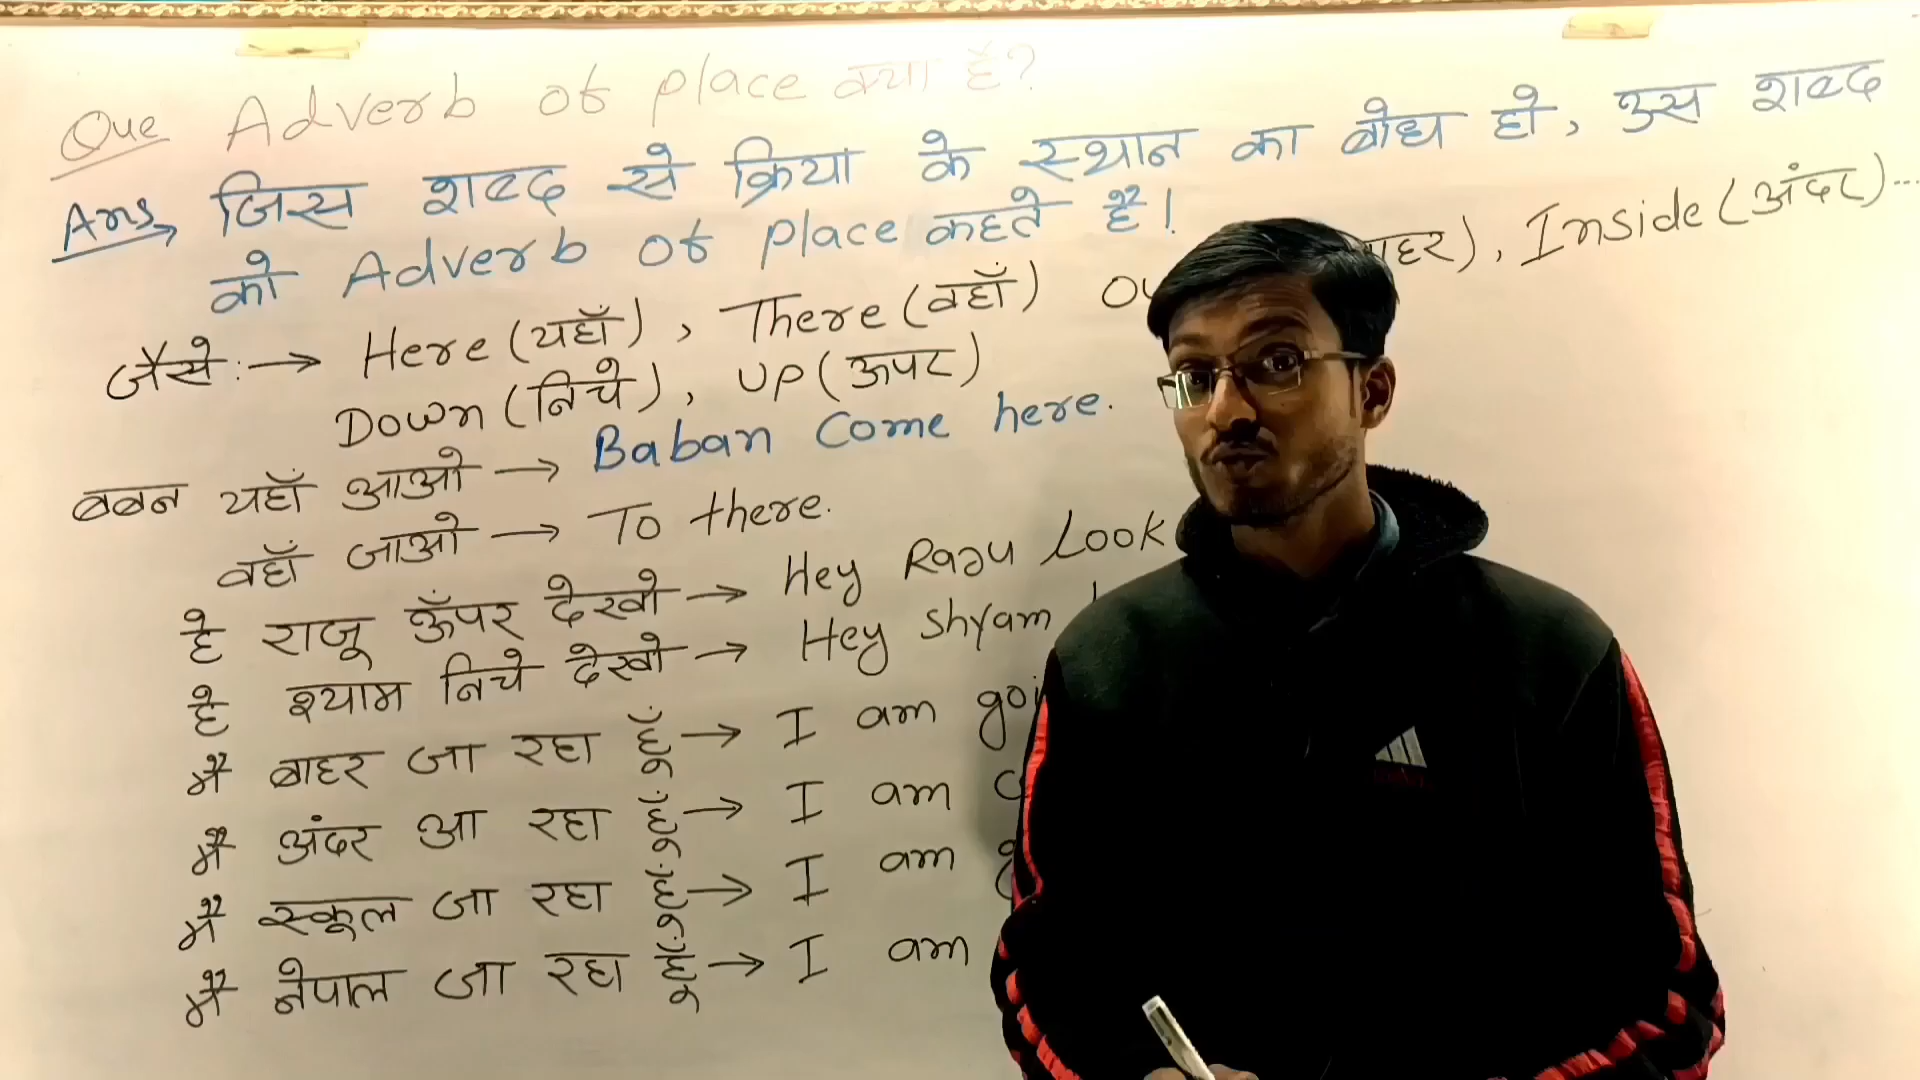 Que Adverb of place क्या है?
Ans जिस शब्द से क्रिया के स्थान का बोध हो, उस शब्द
को Adverb of place कहते है।
जैसे:→ Here (यहाँ), There (वहाँ) Inside (अंदर)...
Down (निचे), UP (ऊपर)
बबन यहाँ आओ → Baban Come here.
वहाँ जाओ → To there.
हे राजू ऊँपर देखो → Hey Raju Look
हे श्याम निचे देखो → Hey shyam
मैं बाहर जा रहा हूँ → I am
मैं अंदर आ रहा हूँ → I am
मैं स्कूल जा रहा हूँ → I am
मैं नेपाल जा रहा हूँ → I am